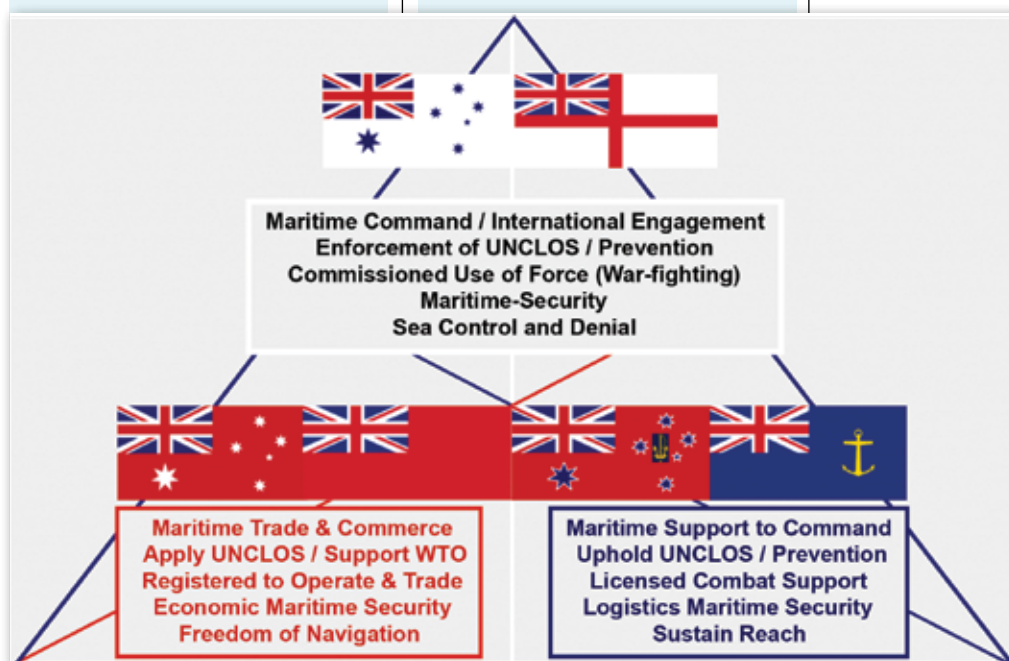 Maritime Command / International Engagement
Enforcement of UNCLOS / Prevention
Commissioned Use of Force (War-fighting)
Maritime-Security
Sea Control and Denial
Maritime Trade & Commerce
Apply UNCLOS / Support WTO
Registered to Operate & Trade
Economic Maritime Security
Freedom of Navigation
Maritime Support to Command
Uphold UNCLOS / Prevention
Licensed Combat Support
Logistics Maritime Security
Sustain Reach